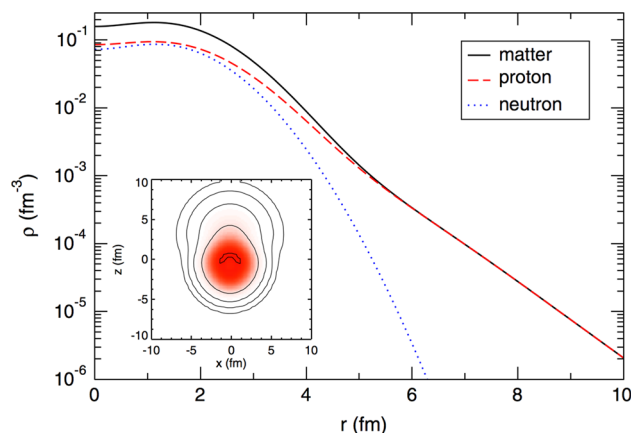 10^-1
10^-2
10^-3
10^-4
10^-5
10^-6
ρ (fm^-3)
matter
proton
neutron
10
5
0
-5
-10
z (fm)
-10 -5 0 5 10
x (fm)
0 2 4 6 8 10
r (fm)